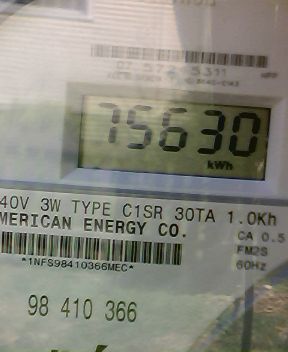 75630
kWh
40V 3W TYPE C1SR 30TA 1.0Kh
MERICAN ENERGY CO.
CA 0.5
FM2S
*1NFS98410366MEC*
60Hz
98 410 366